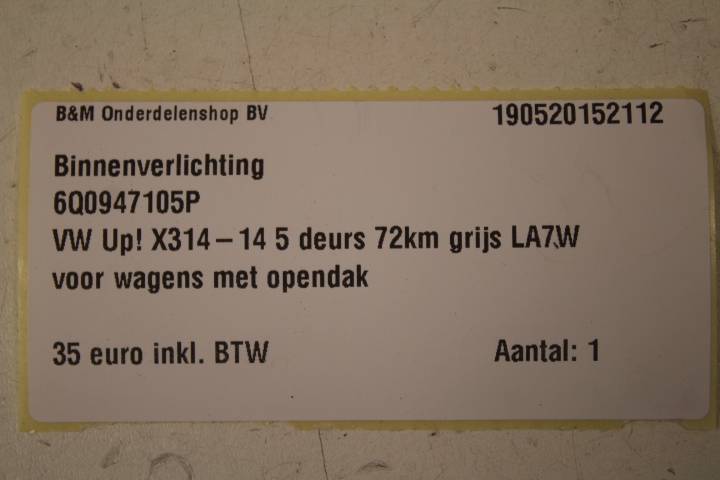 B&M Onderdelenshop BV 190520152112
Binnenverlichting
6Q0947105P
VW Up! X314-14 5 deurs 72km grijs LA7W
voor wagens met opendak
35 euro inkl. BTW Aantal: 1